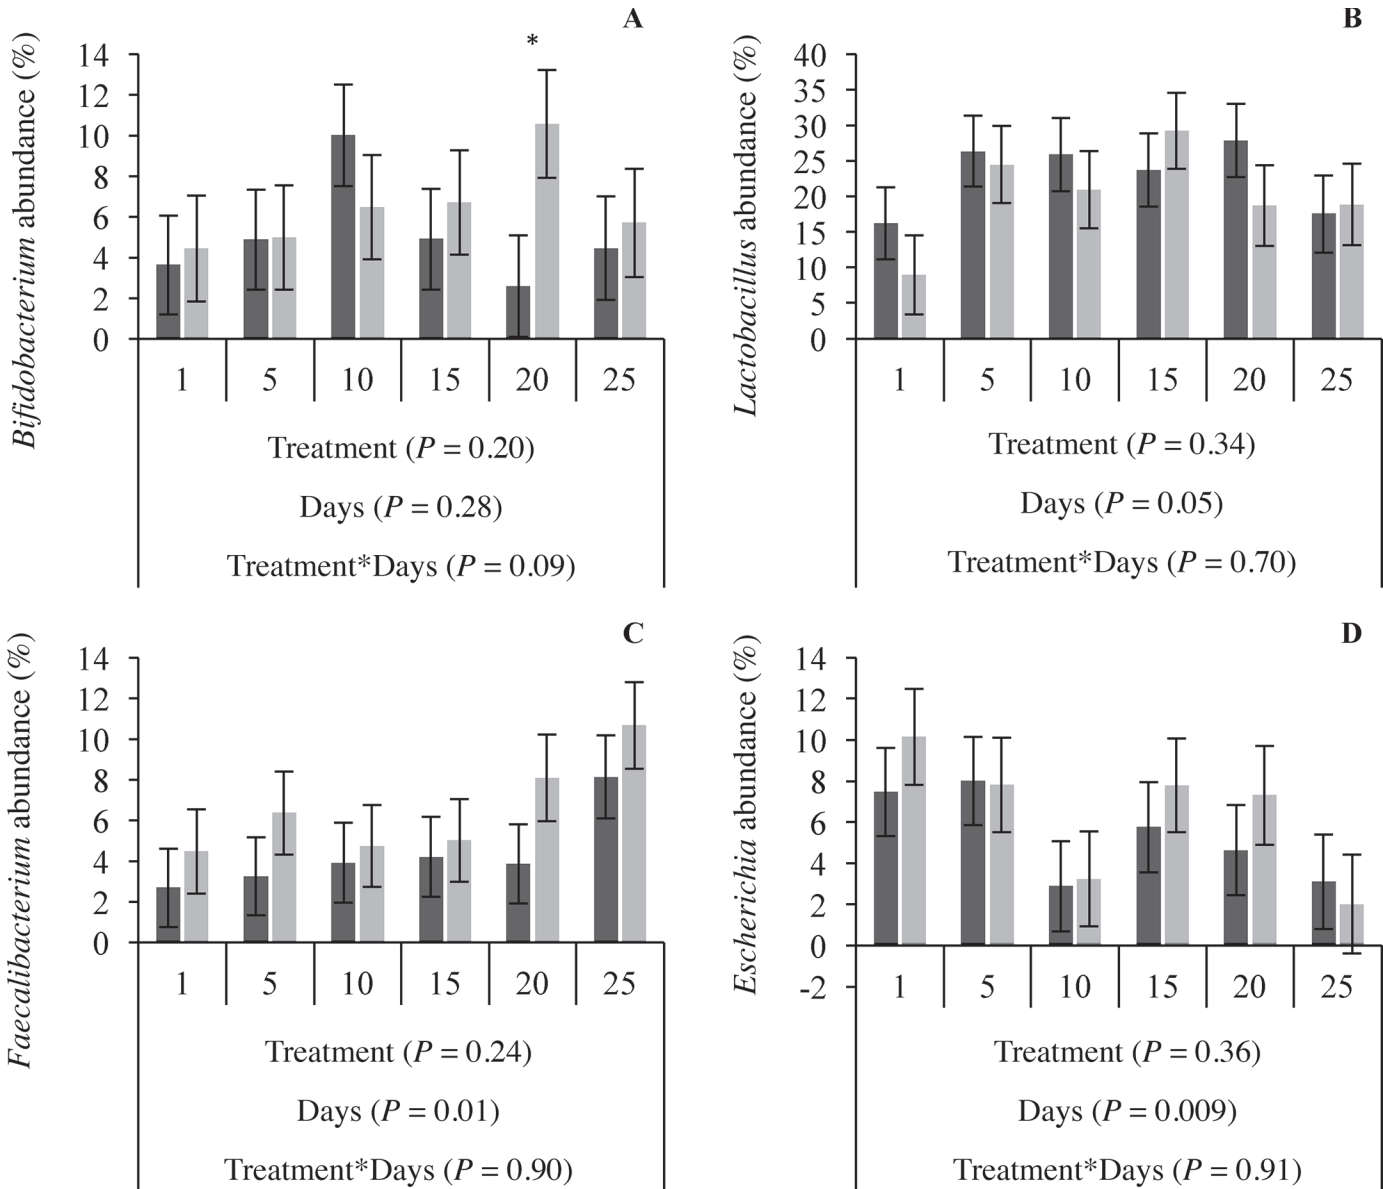 A
Bifidobacterium abundance (%)
*
14
12
10
8
6
4
2
0
1 5 10 15 20 25
Treatment (P = 0.20)
Days (P = 0.28)
Treatment*Days (P = 0.09)
B
Lactobacillus abundance (%)
40
35
30
25
20
15
10
5
0
1 5 10 15 20 25
Treatment (P = 0.34)
Days (P = 0.05)
Treatment*Days (P = 0.70)
C
Faecalibacterium abundance (%)
14
12
10
8
6
4
2
0
1 5 10 15 20 25
Treatment (P = 0.24)
Days (P = 0.01)
Treatment*Days (P = 0.90)
D
Escherichia abundance (%)
14
12
10
8
6
4
2
0
-2
1 5 10 15 20 25
Treatment (P = 0.36)
Days (P = 0.009)
Treatment*Days (P = 0.91)